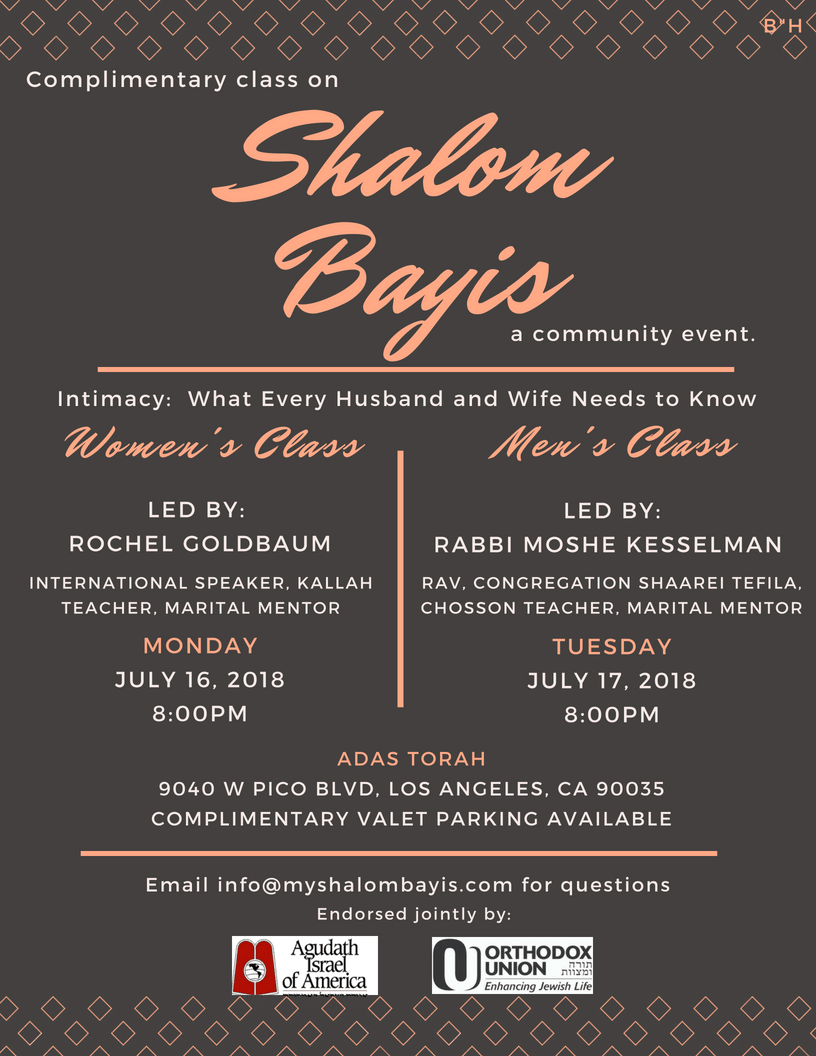 B"H
Complimentary class on
Shalom
Bayis
a community event.
Intimacy:  What Every Husband and Wife Needs to Know
Women's Class
LED BY:
ROCHEL GOLDBAUM
INTERNATIONAL SPEAKER, KALLAH
TEACHER, MARITAL MENTOR
MONDAY
JULY 16, 2018
8:00PM
Men's Class
LED BY:
RABBI MOSHE KESSELMAN
RAV, CONGREGATION SHAAREI TEFILA,
CHOSSON TEACHER, MARITAL MENTOR
TUESDAY
JULY 17, 2018
8:00PM
ADAS TORAH
9040 W PICO BLVD, LOS ANGELES, CA 90035
COMPLIMENTARY VALET PARKING AVAILABLE
Email info@myshalombayis.com for questions
Endorsed jointly by:
Agudath
Israel
of America
ORTHODOX
UNION
תורה
ומצוות
Enhancing Jewish Life